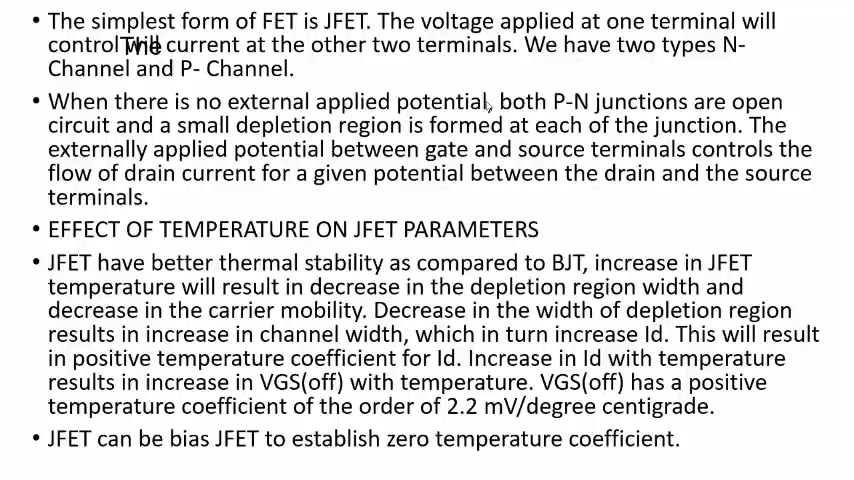 • The simplest form of FET is JFET. The voltage applied at one terminal will
control The current at the other two terminals. We have two types N-
Channel and P- Channel.
• When there is no external applied potential, both P-N junctions are open
circuit and a small depletion region is formed at each of the junction. The
externally applied potential between gate and source terminals controls the
flow of drain current for a given potential between the drain and the source
terminals.
• EFFECT OF TEMPERATURE ON JFET PARAMETERS
• JFET have better thermal stability as compared to BJT, increase in JFET
temperature will result in decrease in the depletion region width and
decrease in the carrier mobility. Decrease in the width of depletion region
results in increase in channel width, which in turn increase Id. This will result
in positive temperature coefficient for Id. Increase in Id with temperature
results in increase in VGS(off) with temperature. VGS(off) has a positive
temperature coefficient of the order of 2.2 mV/degree centigrade.
• JFET can be bias JFET to establish zero temperature coefficient.